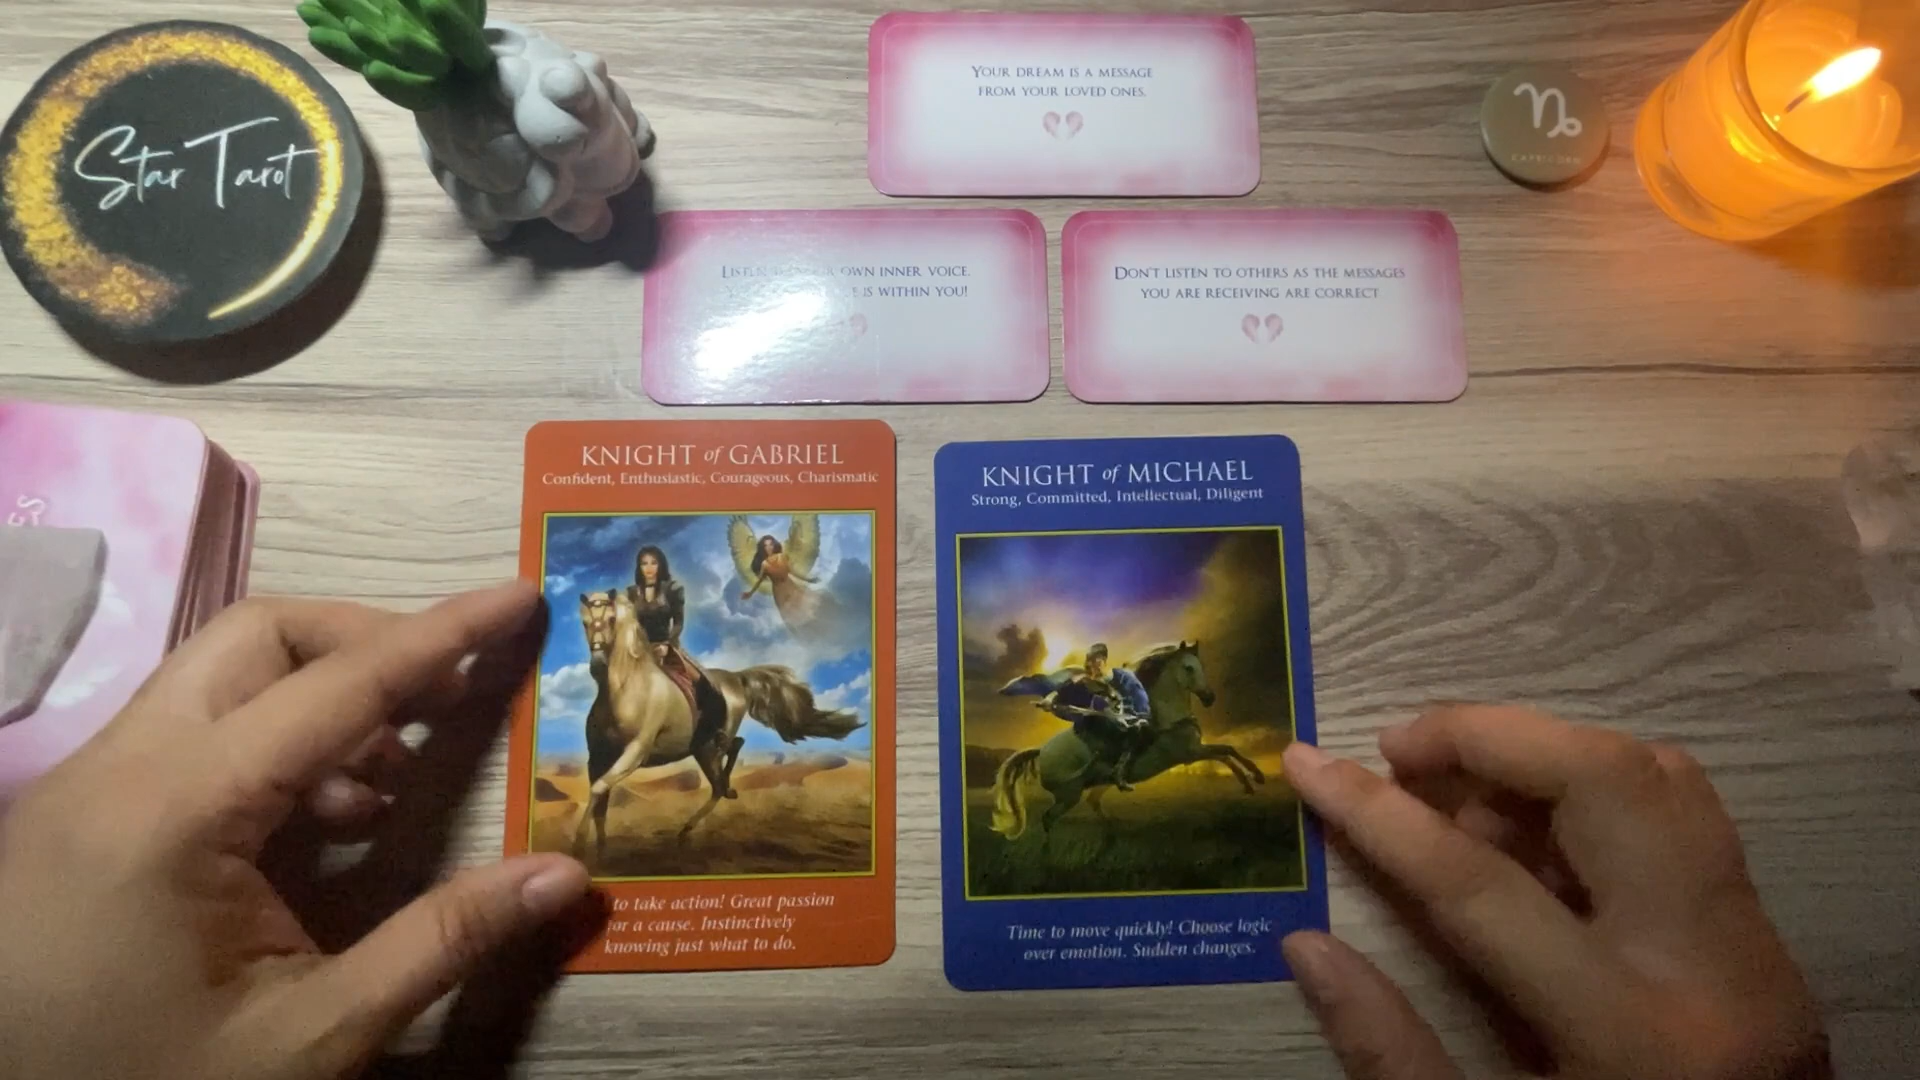 Star Tarot
YOUR DREAM IS A MESSAGE
FROM YOUR LOVED ONES.
CAPRICORN
LISTEN OWN INNER VOICE.
IS WITHIN YOU!
DON'T LISTEN TO OTHERS AS THE MESSAGES
YOU ARE RECEIVING ARE CORRECT
KNIGHT of GABRIEL
Confident, Enthusiastic, Courageous, Charismatic
to take action! Great passion
for a cause. Instinctively
knowing just what to do.
KNIGHT of MICHAEL
Strong, Committed, Intellectual, Diligent
Time to move quickly! Choose logic
over emotion. Sudden changes.